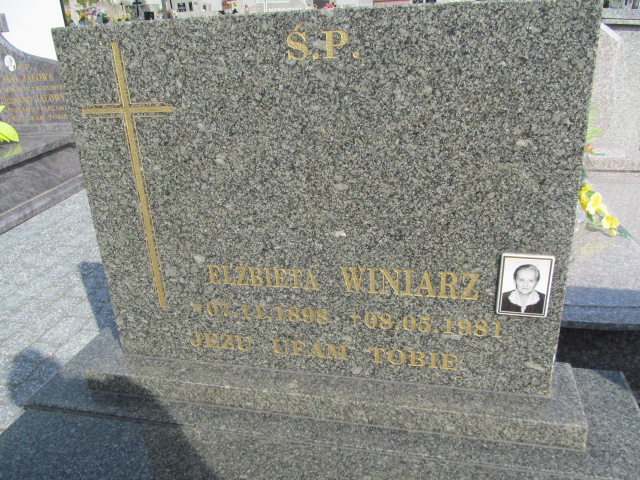 Ś.P.
ELŻBIETA WINIARZ
*07.11.1898 †08.05.1981
JEZU UFAM TOBIE